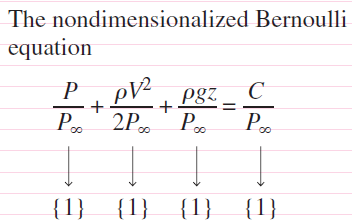 The nondimensionalized Bernoulli
equation
P/P∞ + ρV²/2P∞ + ρgz/P∞ = C/P∞
{1} {1} {1} {1}